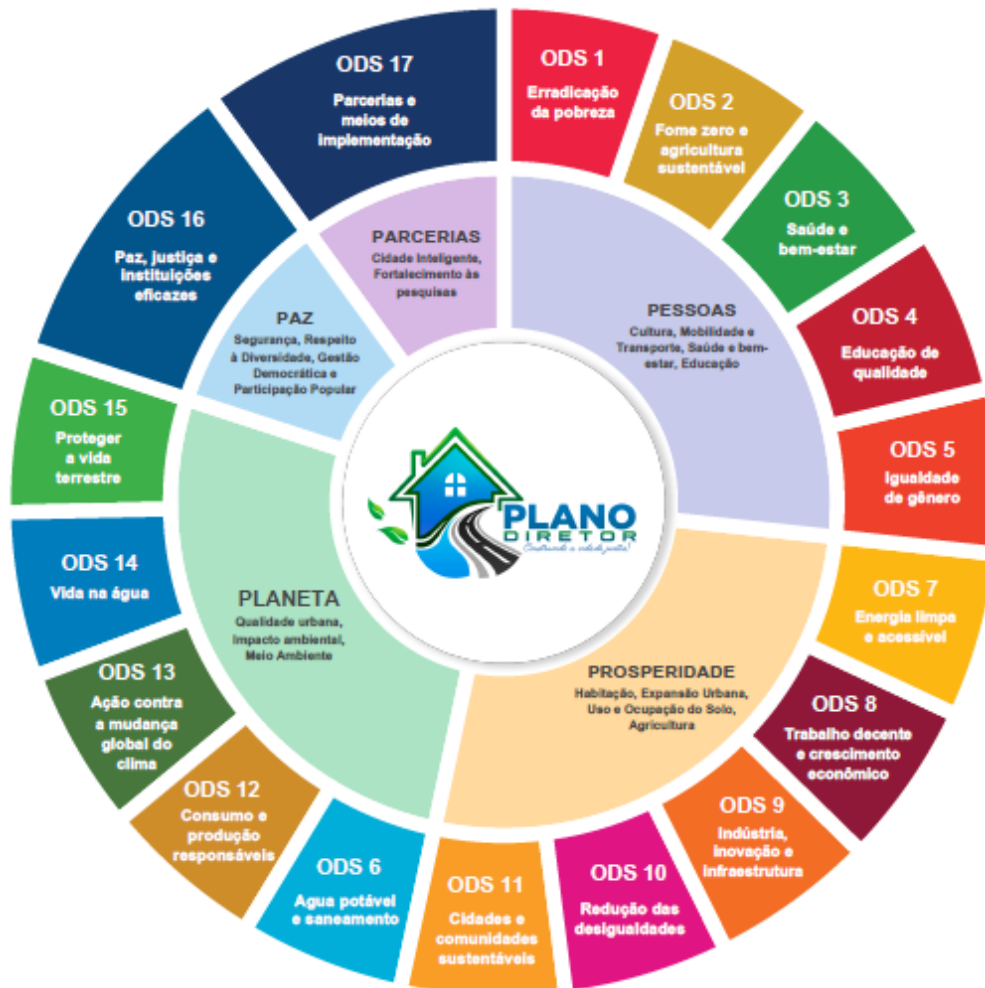 ODS 1
Erradicação
da pobreza
ODS 2
Fome zero e
agricultura
sustentável
ODS 3
Saúde e
bem-estar
ODS 4
Educação de
qualidade
ODS 5
Igualdade
de gênero
ODS 7
Energia limpa
e acessível
ODS 8
Trabalho decente
e crescimento
econômico
ODS 9
Indústria,
inovação e
infraestrutura
ODS 10
Redução das
desigualdades
ODS 11
Cidades e
comunidades
sustentáveis
ODS 6
Agua potável
e saneamento
ODS 12
Consumo e
produção
responsáveis
ODS 13
Ação contra
a mudança
global do
clima
ODS 14
Vida na água
ODS 15
Proteger
a vida
terrestre
ODS 16
Paz, justiça e
instituições
eficazes
ODS 17
Parcerias e
meios de
implementação
PESSOAS
Cultura, Mobilidade e
Transporte, Saúde e bem-
estar, Educação
PROSPERIDADE
Habitação, Expansão Urbana,
Uso e Ocupação do Solo,
Agricultura
PLANETA
Qualidade urbana,
Impacto ambiental,
Meio Ambiente
PAZ
Segurança, Respeito
à Diversidade, Gestão
Democrática e
Participação Popular
PARCERIAS
Cidade Inteligente,
Fortalecimento às
pesquisas
PLANO
DIRETOR
Construindo a cidade